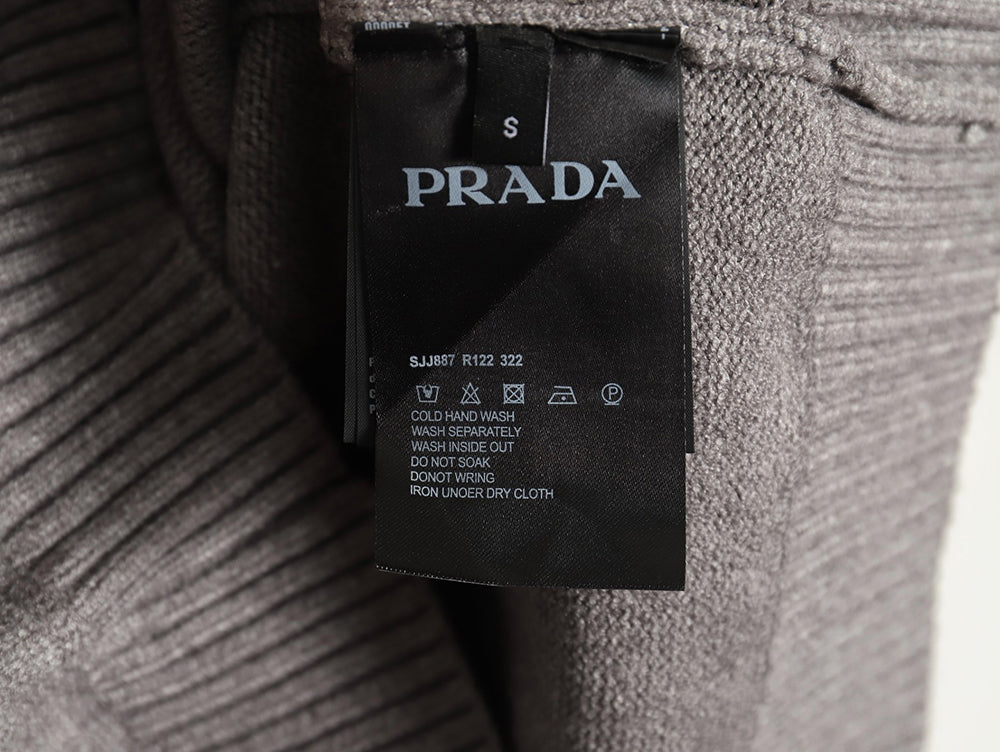 S
PRADA
SJJ887 R122 322
COLD HAND WASH
WASH SEPARATELY
WASH INSIDE OUT
DO NOT SOAK
DONOT WRING
IRON UNOER DRY CLOTH